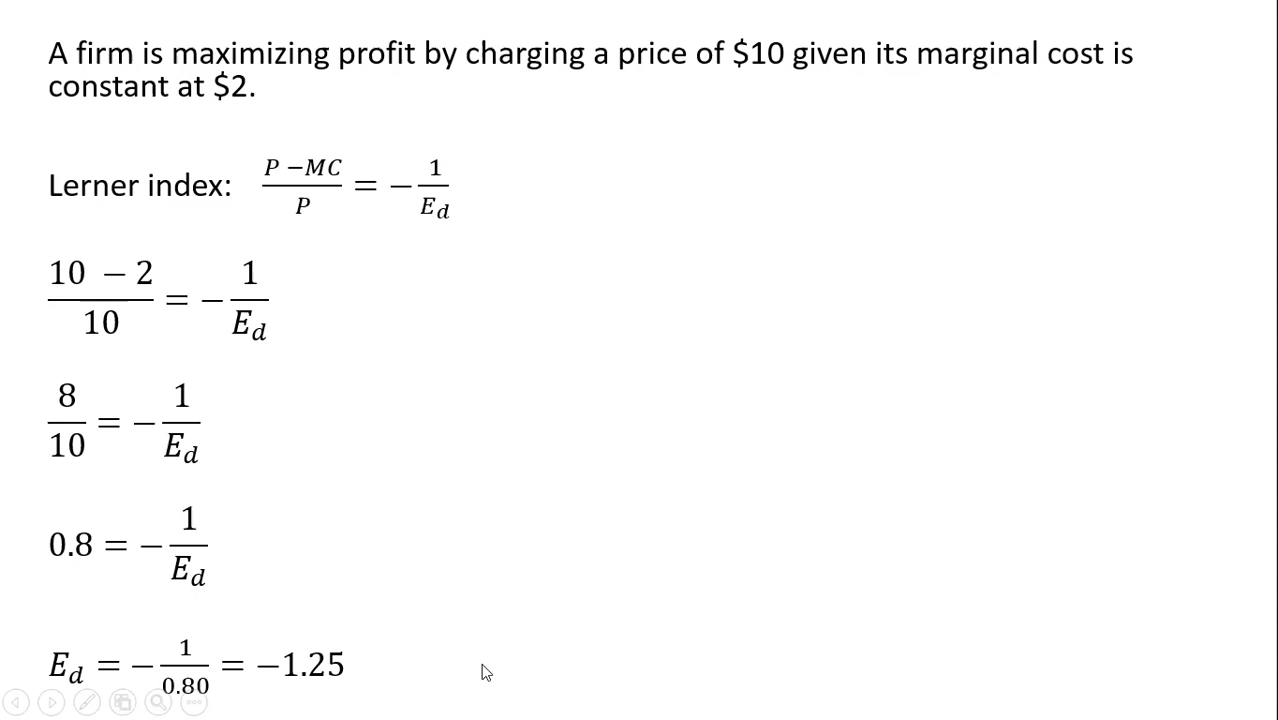 A firm is maximizing profit by charging a price of $10 given its marginal cost is
constant at $2.
Lerner index: (P −MC)/P = − 1/E_d
(10 − 2)/10 = − 1/E_d
8/10 = − 1/E_d
0.8 = − 1/E_d
E_d = − 1/0.80 = −1.25